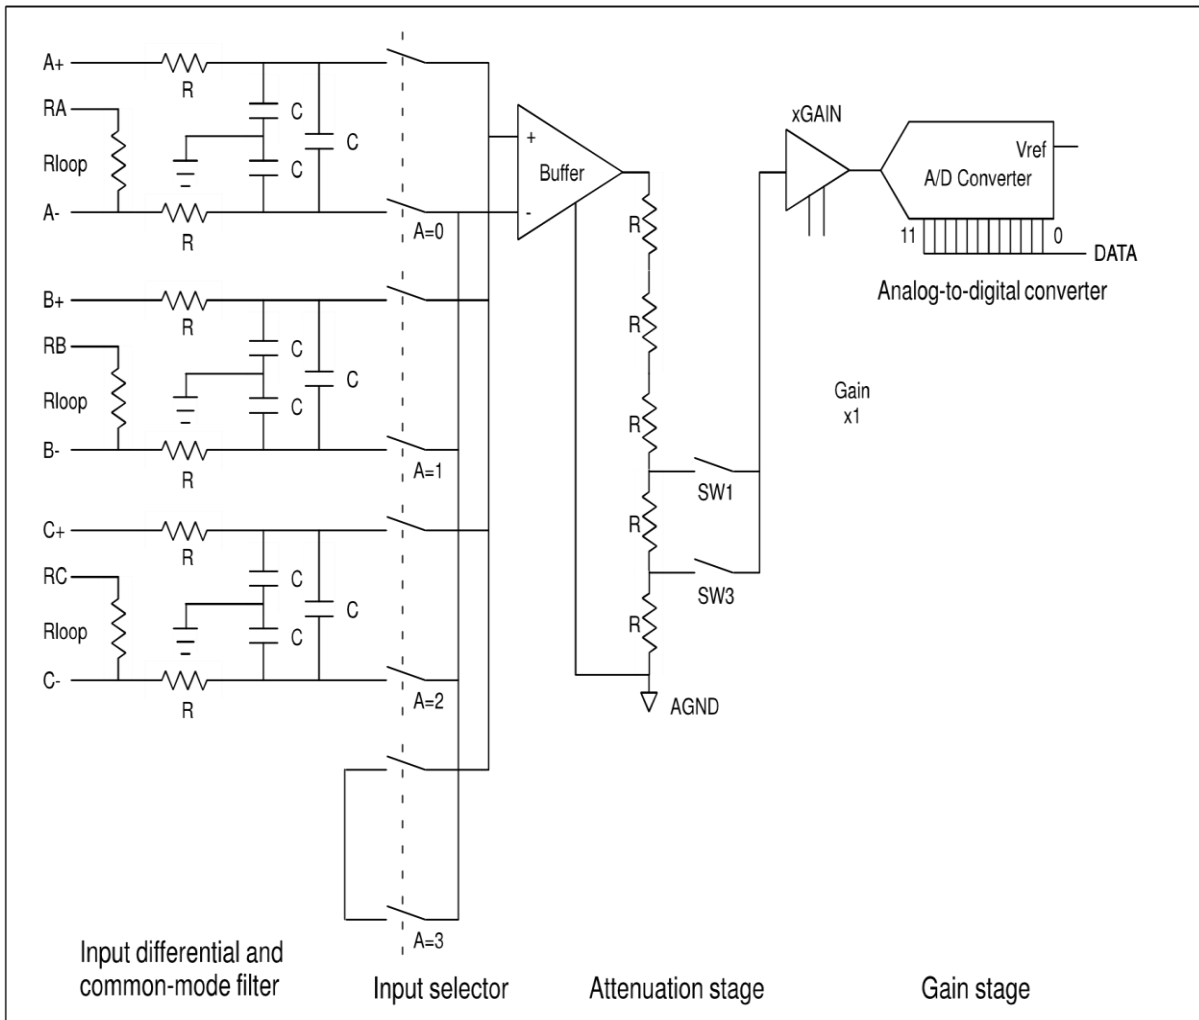 A+
R
C
RA
C
Rloop
C
A-
R
A=0
B+
R
C
RB
C
Rloop
C
B-
R
A=1
C+
R
C
RC
C
Rloop
C
C-
R
A=2
A=3
+
Buffer
-
R
R
R
R
R
SW1
SW3
AGND
xGAIN
Vref
A/D Converter
11
0
DATA
Analog-to-digital converter
Gain
x1
Input differential and
common-mode filter
Input selector
Attenuation stage
Gain stage